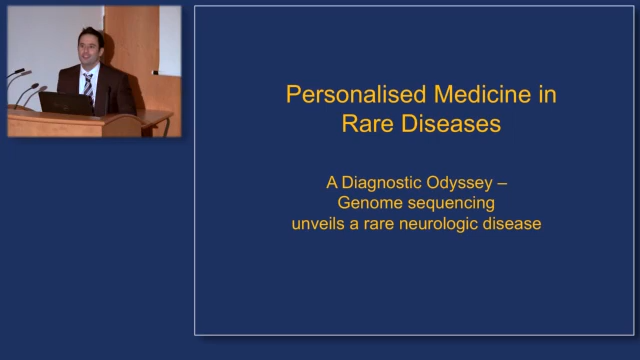 Personalised Medicine in
Rare Diseases
A Diagnostic Odyssey –
Genome sequencing
unveils a rare neurologic disease